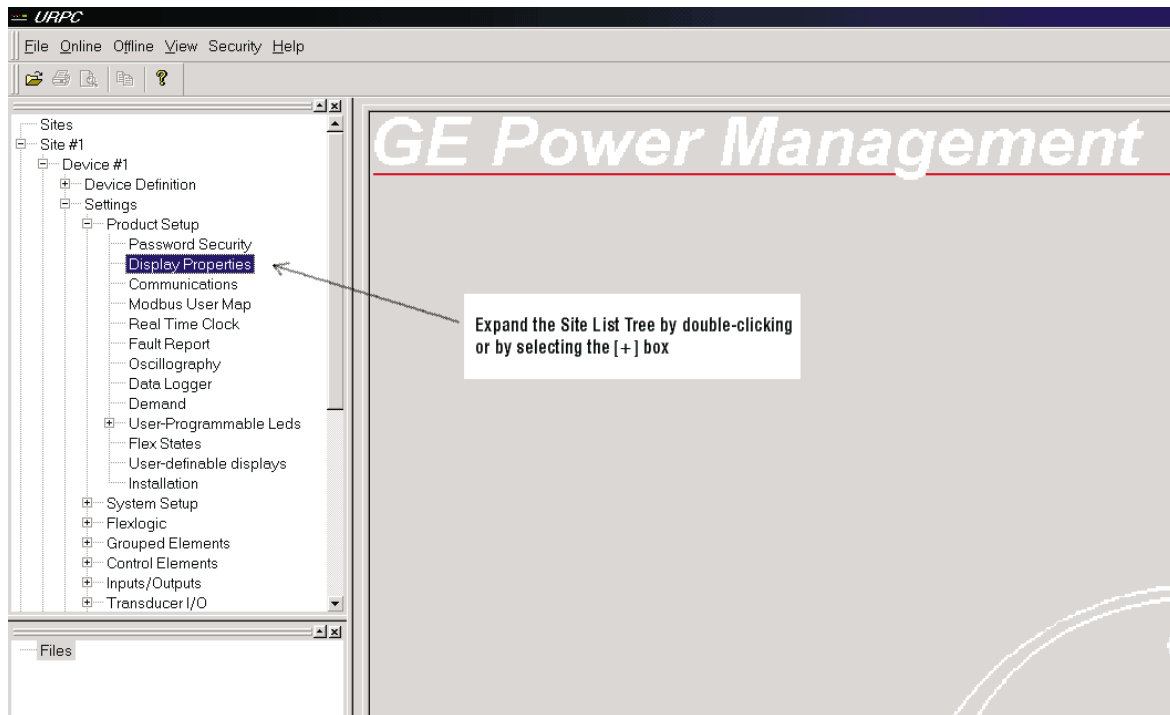 URPC
File Online Offline View Security Help
Sites
Site #1
Device #1
Device Definition
Settings
Product Setup
Password Security
Display Properties
Communications
Modbus User Map
Real Time Clock
Fault Report
Oscillography
Data Logger
Demand
User-Programmable Leds
Flex States
User-definable displays
Installation
System Setup
Flexlogic
Grouped Elements
Control Elements
Inputs/Outputs
Transducer I/O
Files
GE Power Management
Expand the Site List Tree by double-clicking
or by selecting the [+] box